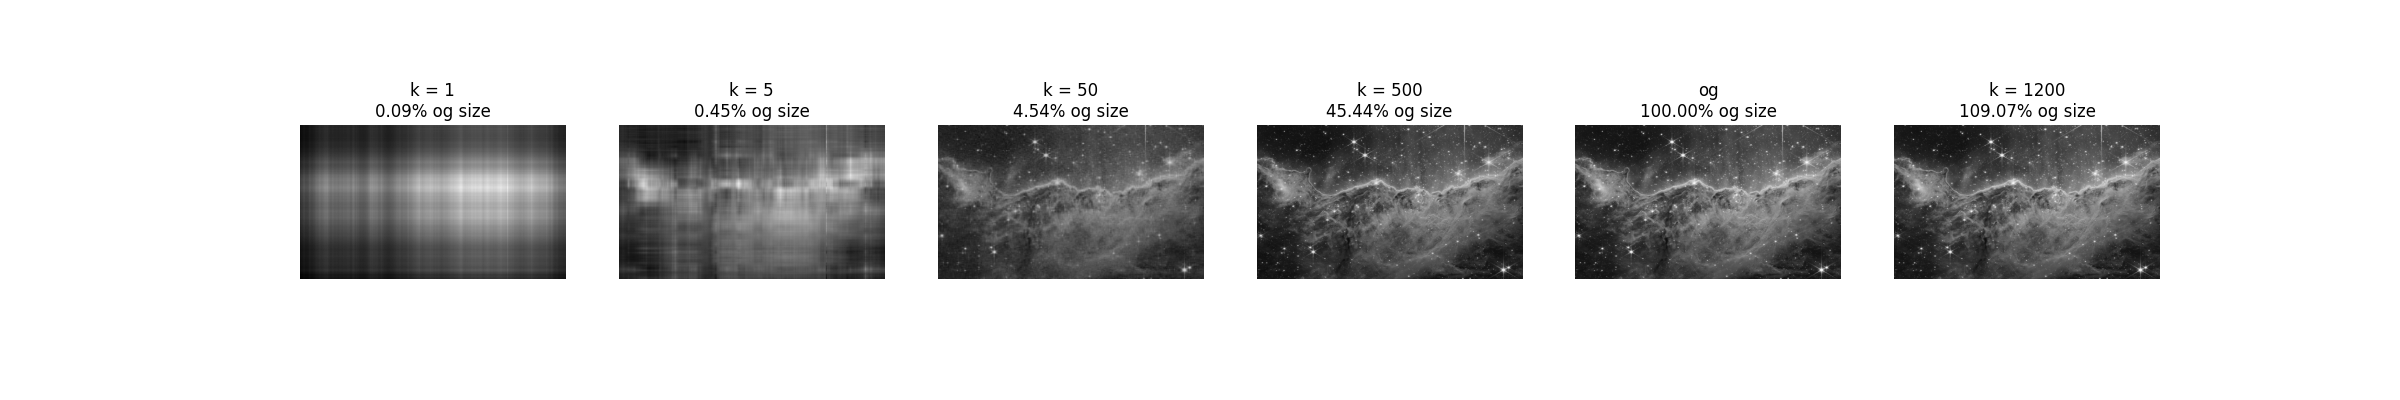 k = 1
0.09% og size
k = 5
0.45% og size
k = 50
4.54% og size
k = 500
45.44% og size
og
100.00% og size
k = 1200
109.07% og size